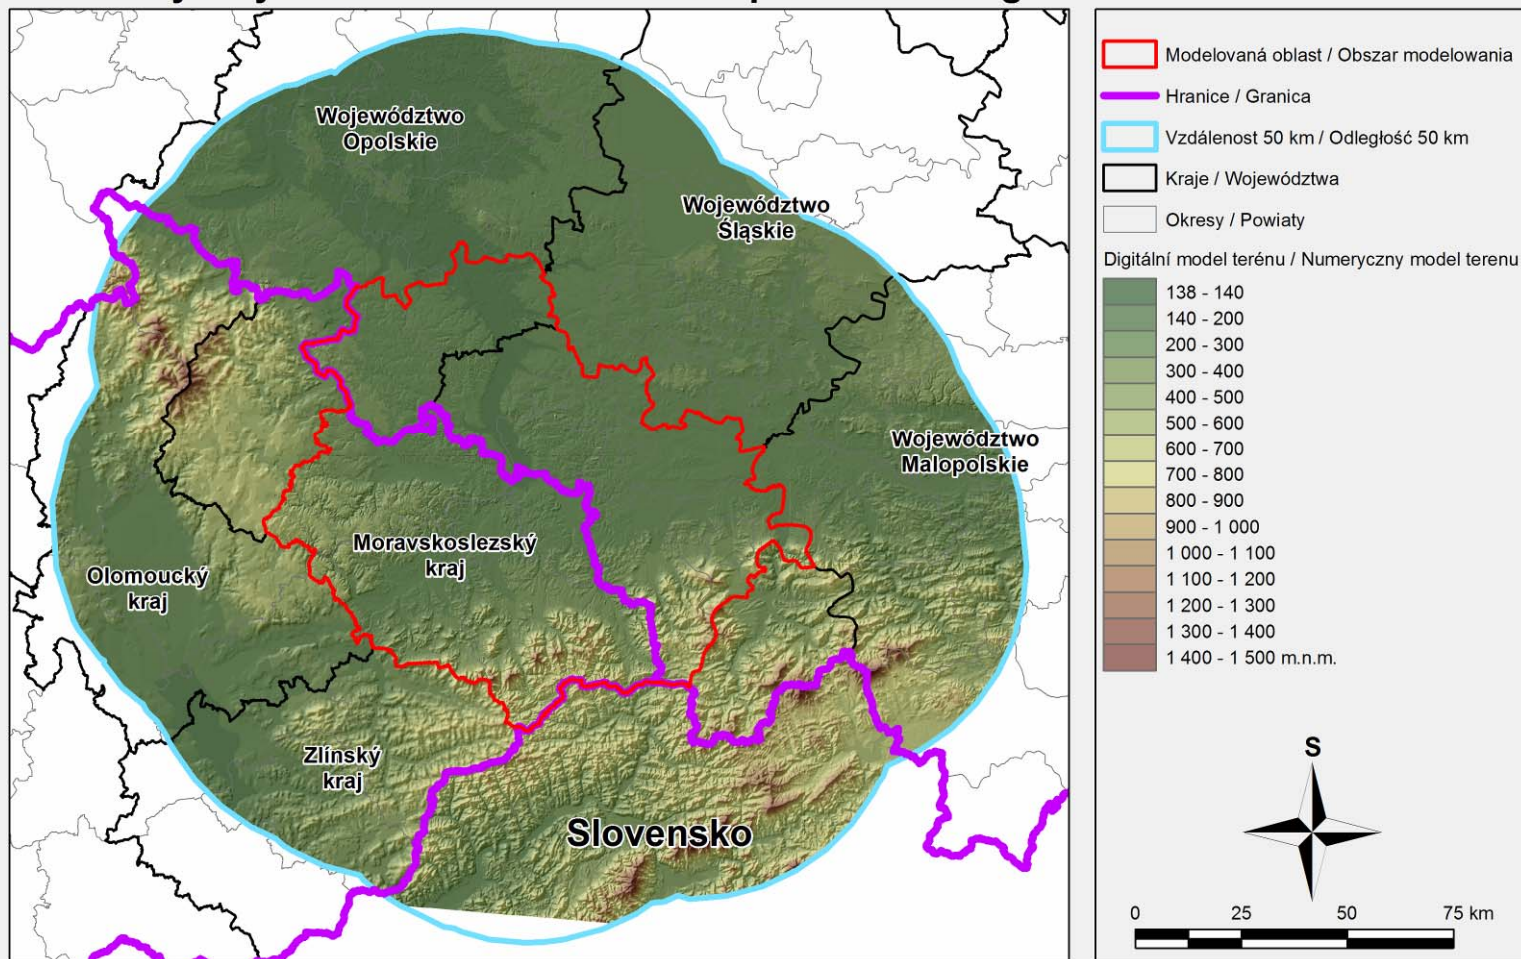 Województwo
Opolskie
Województwo
Śląskie
Województwo
Malopolskie
Moravskoslezský
kraj
Olomoucký
kraj
Zlínský
kraj
Slovensko
Modelovaná oblast / Obszar modelowania
Hranice / Granica
Vzdálenost 50 km / Odległość 50 km
Kraje / Województwa
Okresy / Powiaty
Digitální model terénu / Numeryczny model terenu
138 - 140
140 - 200
200 - 300
300 - 400
400 - 500
500 - 600
600 - 700
700 - 800
800 - 900
900 - 1 000
1 000 - 1 100
1 100 - 1 200
1 200 - 1 300
1 300 - 1 400
1 400 - 1 500 m.n.m.
S
0 25 50 75 km